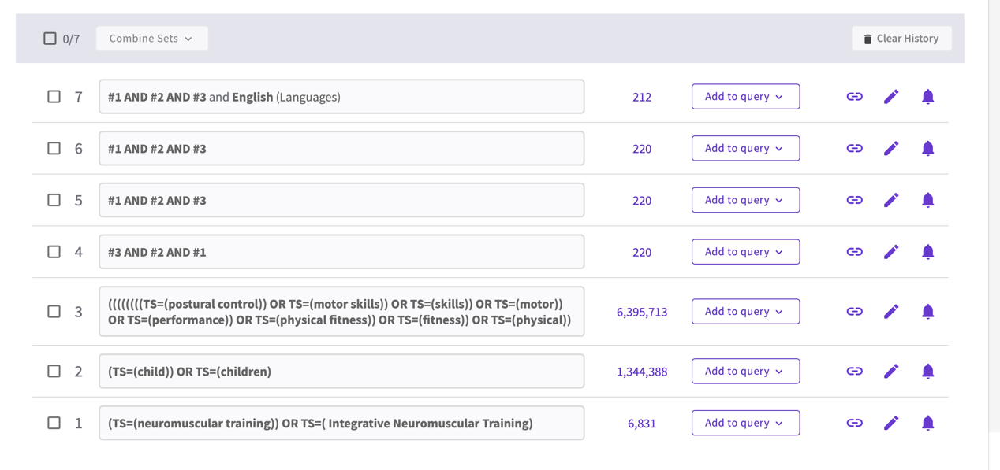 0/7 Combine Sets Clear History
7 #1 AND #2 AND #3 and English (Languages) 212 Add to query
6 #1 AND #2 AND #3 220 Add to query
5 #1 AND #2 AND #3 220 Add to query
4 #3 AND #2 AND #1 220 Add to query
3 ((((((((TS=(postural control)) OR TS=(motor skills)) OR TS=(skills)) OR TS=(motor))
OR TS=(performance)) OR TS=(physical fitness)) OR TS=(fitness)) OR TS=(physical)) 6,395,713 Add to query
2 (TS=(child)) OR TS=(children) 1,344,388 Add to query
1 (TS=(neuromuscular training)) OR TS=( Integrative Neuromuscular Training) 6,831 Add to query